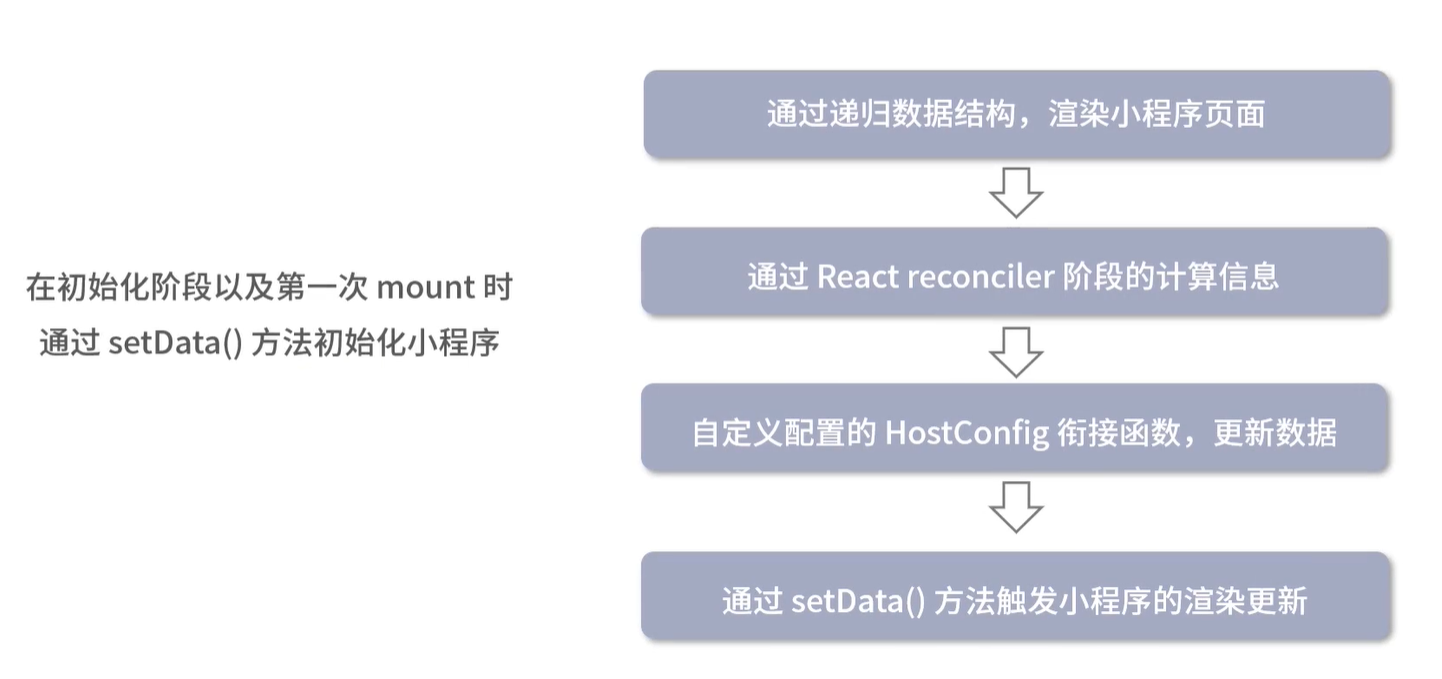 在初始化阶段以及第一次 mount 时
通过 setData() 方法初始化小程序
通过递归数据结构，渲染小程序页面
通过 React reconciler 阶段的计算信息
自定义配置的 HostConfig 衔接函数，更新数据
通过 setData() 方法触发小程序的渲染更新